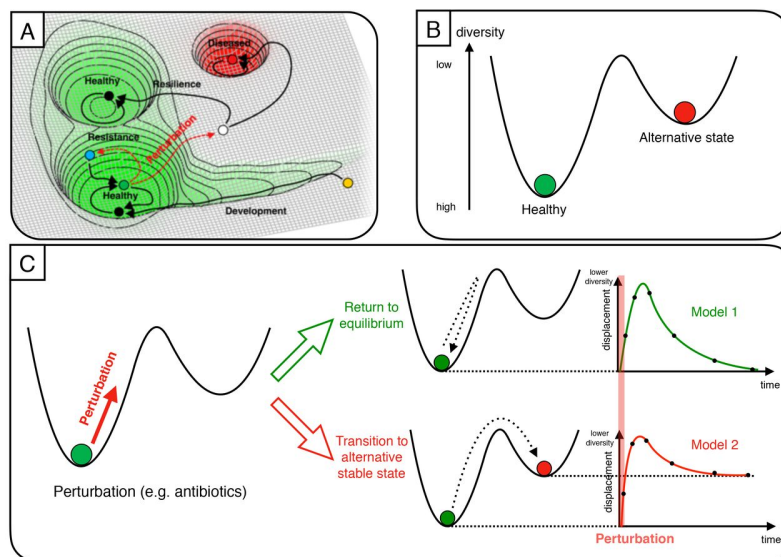 A
Diseased
Healthy
Resilience
Resistance
Perturbation
Healthy
Development
B
diversity
low
high
Healthy
Alternative state
C
Perturbation
Perturbation (e.g. antibiotics)
Return to
equilibrium
Transition to
alternative
stable state
lower
diversity
displacement
Model 1
time
lower
diversity
displacement
Model 2
time
Perturbation